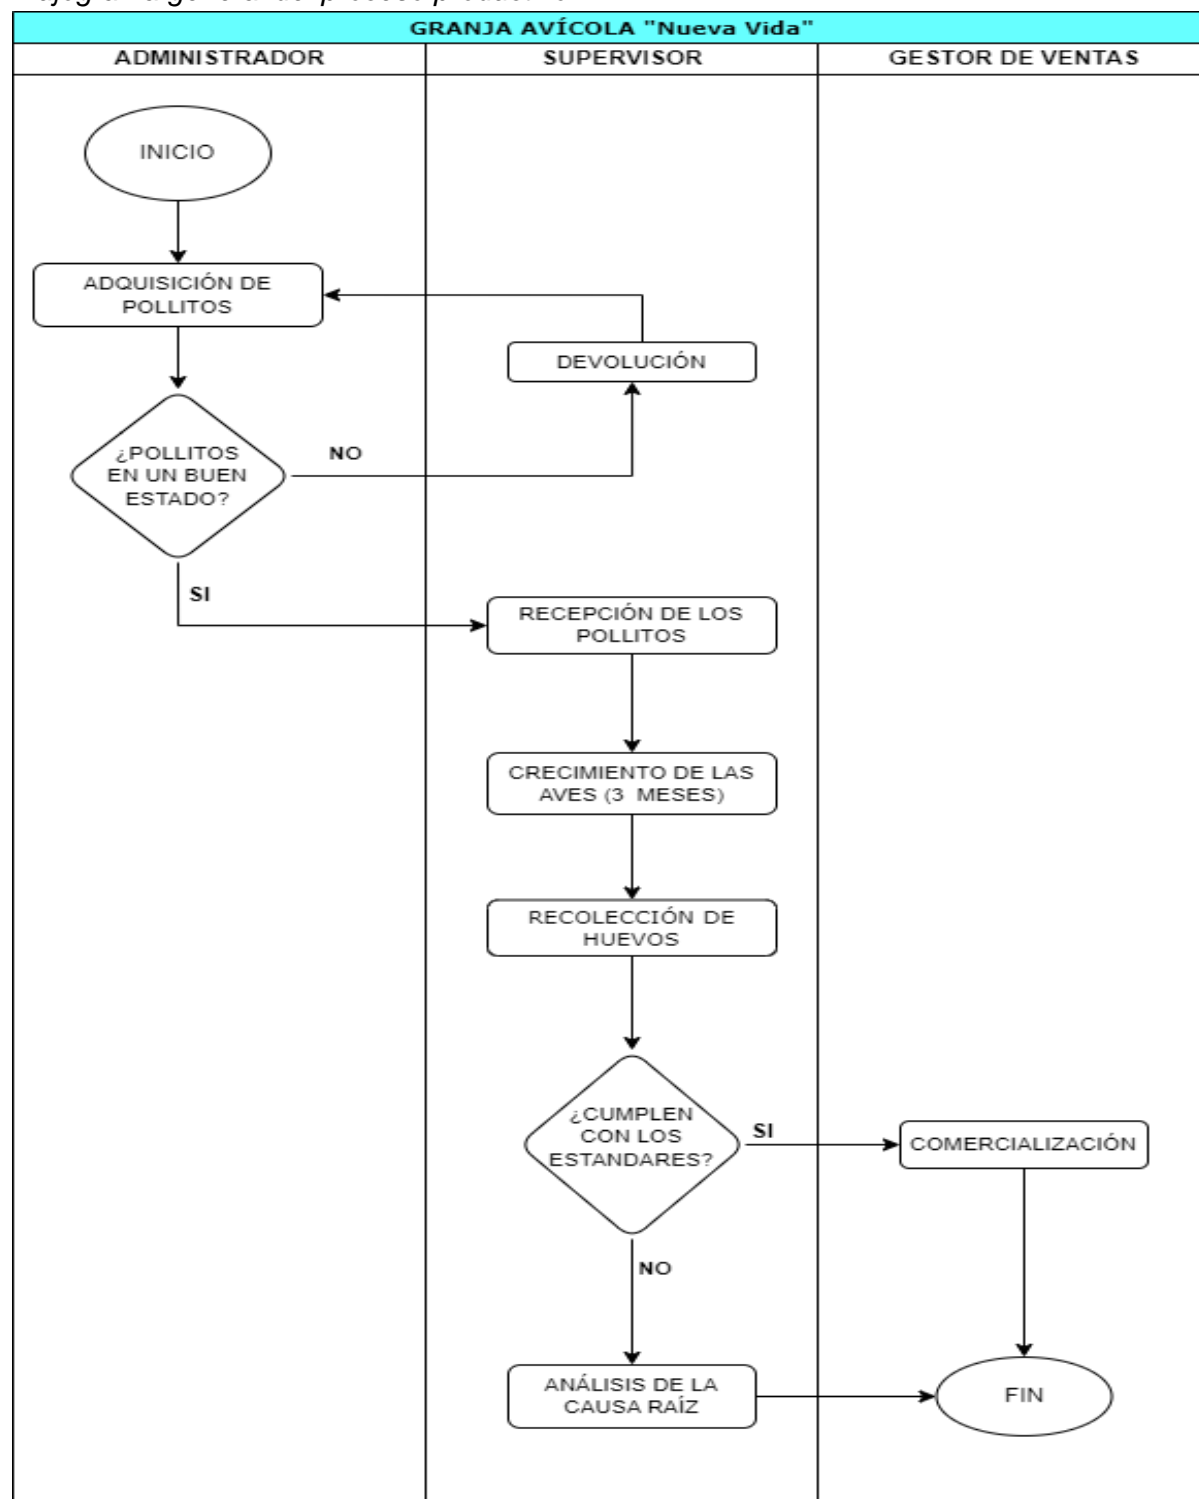 GRANJA AVÍCOLA "Nueva Vida"
ADMINISTRADOR
SUPERVISOR
GESTOR DE VENTAS
INICIO
ADQUISICIÓN DE
POLLITOS
DEVOLUCIÓN
¿POLLITOS
EN UN BUEN
ESTADO?
NO
SI
RECEPCIÓN DE LOS
POLLITOS
CRECIMIENTO DE LAS
AVES (3 MESES)
RECOLECCIÓN DE
HUEVOS
¿CUMPLEN
CON LOS
ESTANDARES?
SI
COMERCIALIZACIÓN
NO
ANÁLISIS DE LA
CAUSA RAÍZ
FIN